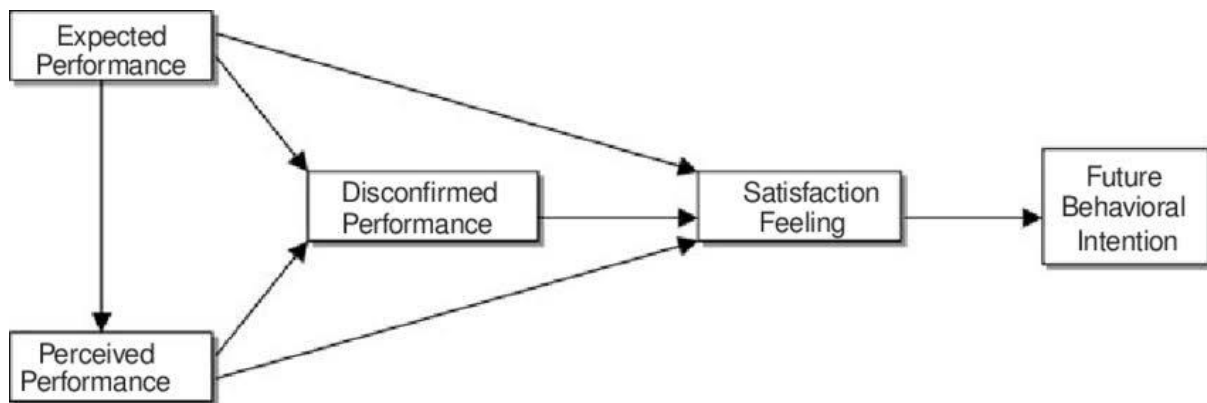 Expected
Performance
Disconfirmed
Performance
Satisfaction
Feeling
Future
Behavioral
Intention
Perceived
Performance